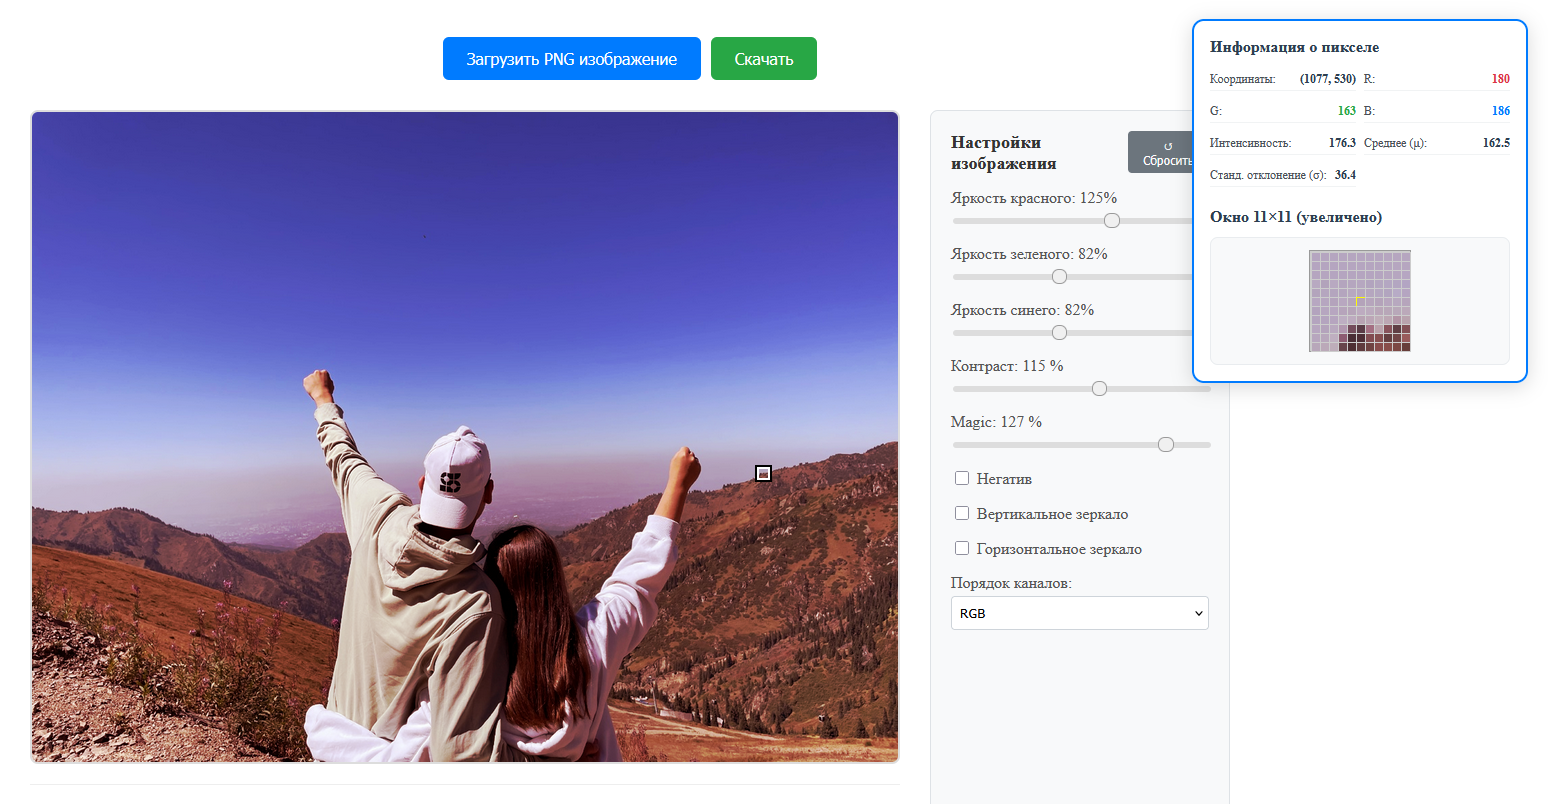 Загрузить PNG изображение
Скачать
Настройки изображения
↺ Сбросить
Яркость красного: 125%
Яркость зеленого: 82%
Яркость синего: 82%
Контраст: 115 %
Magic: 127 %
Негатив
Вертикальное зеркало
Горизонтальное зеркало
Порядок каналов:
RGB
Информация о пикселе
Координаты: (1077, 530) R: 180
G: 163 B: 186
Интенсивность: 176.3 Среднее (μ): 162.5
Станд. отклонение (σ): 36.4
Окно 11×11 (увеличено)